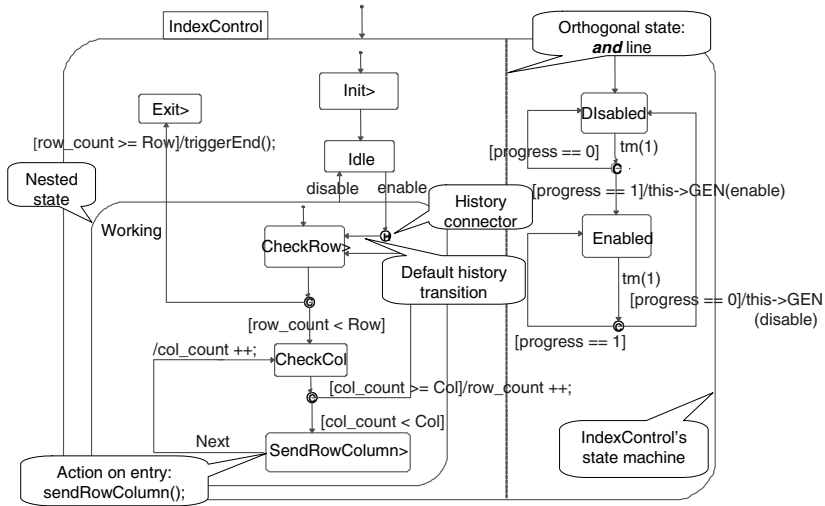 IndexControl
Orthogonal state:
and line
Init>
Exit>
DIsabled
[row_count >= Row]/triggerEnd();
tm(1)
[progress == 0]
Idle
C
Nested
state
disable
enable
[progress == 1]/this->GEN(enable)
History
connector
Working
H
Enabled
CheckRow>
Default history
transition
tm(1)
[progress == 0]/this->GEN
(disable)
C
[row_count < Row]
C
[progress == 1]
/col_count ++;
CheckCol
[col_count >= Col]/row_count ++;
C
[col_count < Col]
Next
SendRowColumn>
IndexControl's
state machine
Action on entry:
sendRowColumn();